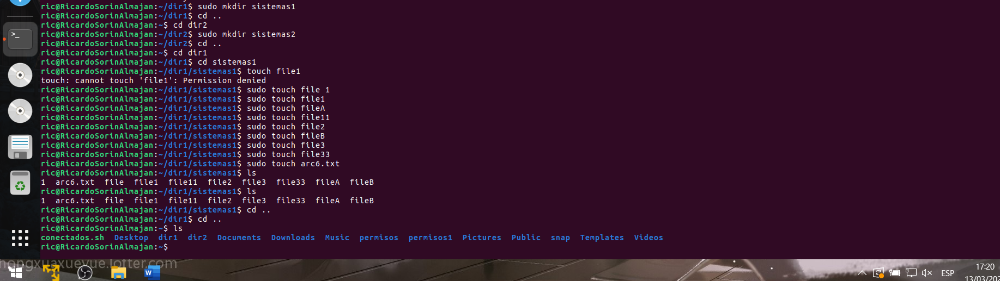 ric@RicardoSorinAlmajan:~/dir1$ sudo mkdir sistemas1
ric@RicardoSorinAlmajan:~/dir1$ cd ..
ric@RicardoSorinAlmajan:~$ cd dir2
ric@RicardoSorinAlmajan:~/dir2$ sudo mkdir sistemas2
ric@RicardoSorinAlmajan:~/dir2$ cd ..
ric@RicardoSorinAlmajan:~$ cd dir1
ric@RicardoSorinAlmajan:~/dir1$ cd sistemas1
ric@RicardoSorinAlmajan:~/dir1/sistemas1$ touch file1
touch: cannot touch 'file1': Permission denied
ric@RicardoSorinAlmajan:~/dir1/sistemas1$ sudo touch file 1
ric@RicardoSorinAlmajan:~/dir1/sistemas1$ sudo touch file1
ric@RicardoSorinAlmajan:~/dir1/sistemas1$ sudo touch fileA
ric@RicardoSorinAlmajan:~/dir1/sistemas1$ sudo touch file11
ric@RicardoSorinAlmajan:~/dir1/sistemas1$ sudo touch file2
ric@RicardoSorinAlmajan:~/dir1/sistemas1$ sudo touch fileB
ric@RicardoSorinAlmajan:~/dir1/sistemas1$ sudo touch file3
ric@RicardoSorinAlmajan:~/dir1/sistemas1$ sudo touch file33
ric@RicardoSorinAlmajan:~/dir1/sistemas1$ sudo touch arc6.txt
ric@RicardoSorinAlmajan:~/dir1/sistemas1$ ls
1 arc6.txt file file1 file11 file2 file3 file33 fileA fileB
ric@RicardoSorinAlmajan:~/dir1/sistemas1$ ls
1 arc6.txt file file1 file11 file2 file3 file33 fileA fileB
ric@RicardoSorinAlmajan:~/dir1/sistemas1$ cd ..
ric@RicardoSorinAlmajan:~/dir1$ cd ..
ric@RicardoSorinAlmajan:~$ ls
conectados.sh Desktop dir1 dir2 Documents Downloads Music permisos permisos1 Pictures Public snap Templates Videos
ric@RicardoSorinAlmajan:~$
hongxuaxueyue.lotter.com
ESP
17:20
13/03/202